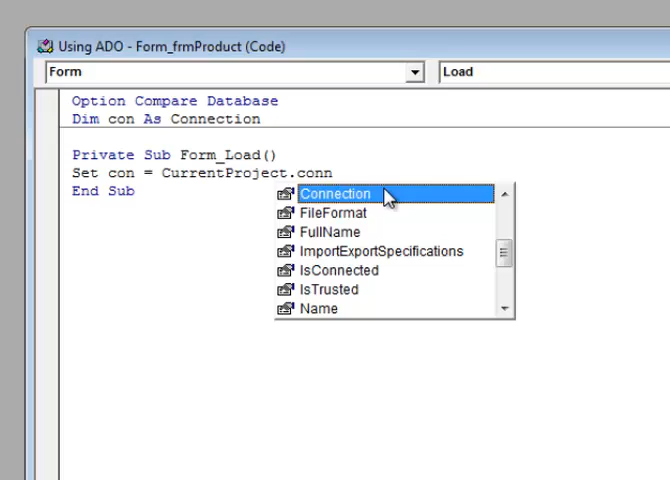 Using ADO - Form_frmProduct (Code)
Form
Load
Option Compare Database
Dim con As Connection
Private Sub Form_Load()
Set con = CurrentProject.conn
End Sub
Connection
FileFormat
FullName
ImportExportSpecifications
IsConnected
IsTrusted
Name